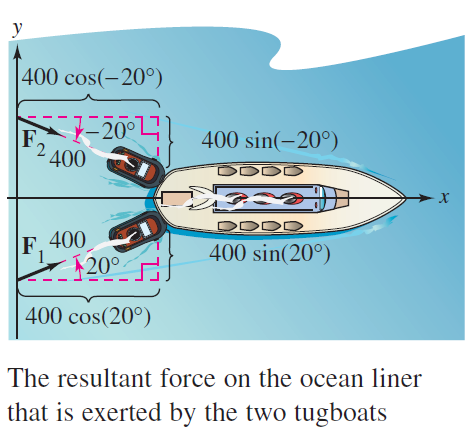 y
400 cos(−20°)
F₂
−20°
400
400 sin(−20°)
x
F₁
400
20°
400 sin(20°)
400 cos(20°)
The resultant force on the ocean liner
that is exerted by the two tugboats